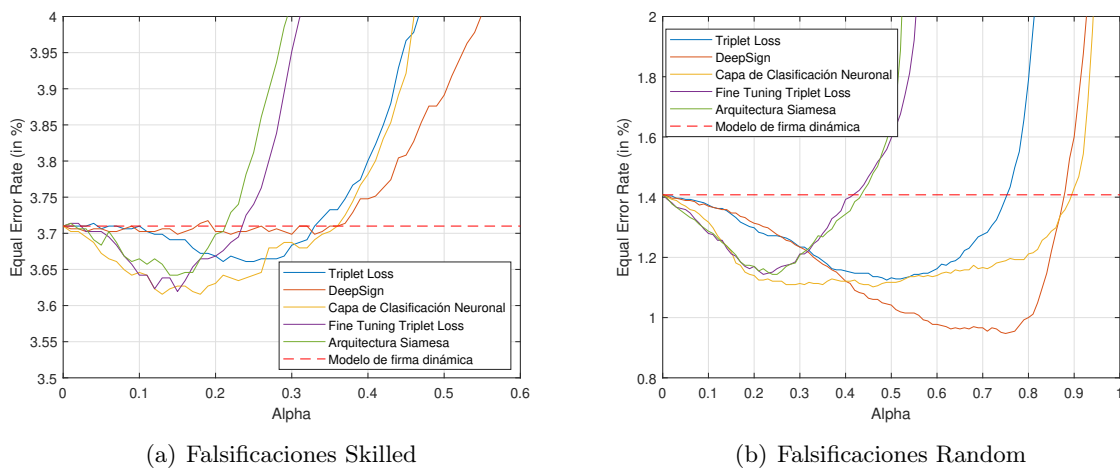 4
3.95
3.9
3.85
3.8
3.75
3.7
3.65
3.6
3.55
3.5
Equal Error Rate (in %)
0
0.1
0.2
0.3
0.4
0.5
0.6
Alpha
Triplet Loss
DeepSign
Capa de Clasificación Neuronal
Fine Tuning Triplet Loss
Arquitectura Siamesa
Modelo de firma dinámica
(a) Falsificaciones Skilled
2
1.8
1.6
1.4
1.2
1
0.8
Equal Error Rate (in %)
0
0.1
0.2
0.3
0.4
0.5
0.6
0.7
0.8
0.9
1
Alpha
Triplet Loss
DeepSign
Capa de Clasificación Neuronal
Fine Tuning Triplet Loss
Arquitectura Siamesa
Modelo de firma dinámica
(b) Falsificaciones Random